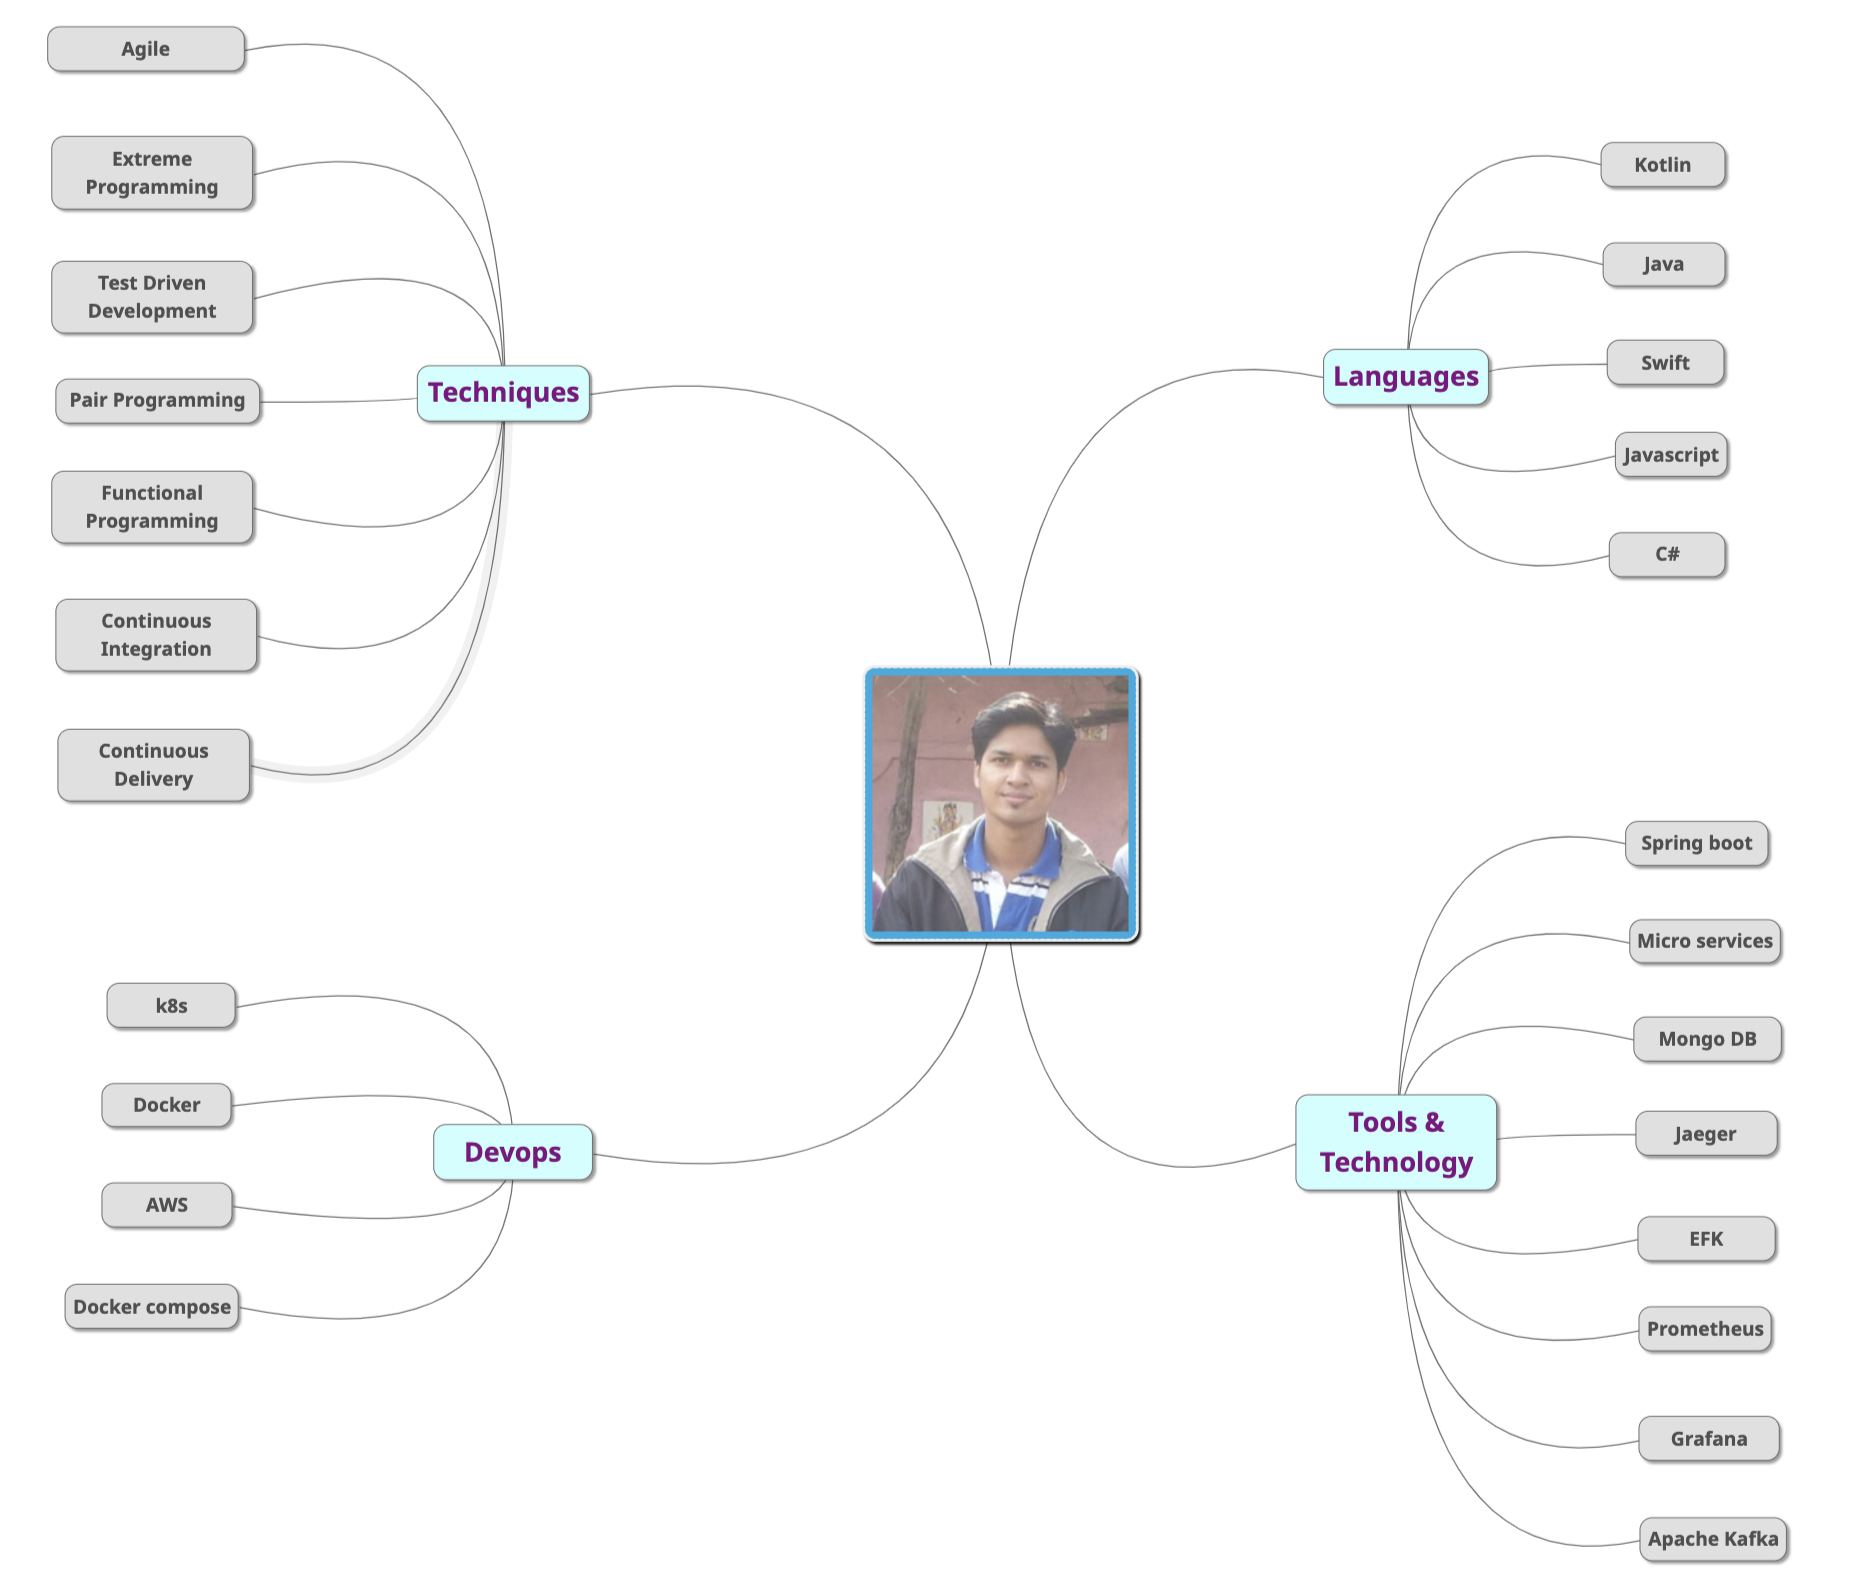 Agile
Extreme
Programming
Test Driven
Development
Pair Programming
Functional
Programming
Continuous
Integration
Continuous
Delivery
Techniques
Languages
Kotlin
Java
Swift
Javascript
C#
k8s
Docker
AWS
Docker compose
Devops
Tools &
Technology
Spring boot
Micro services
Mongo DB
Jaeger
EFK
Prometheus
Grafana
Apache Kafka